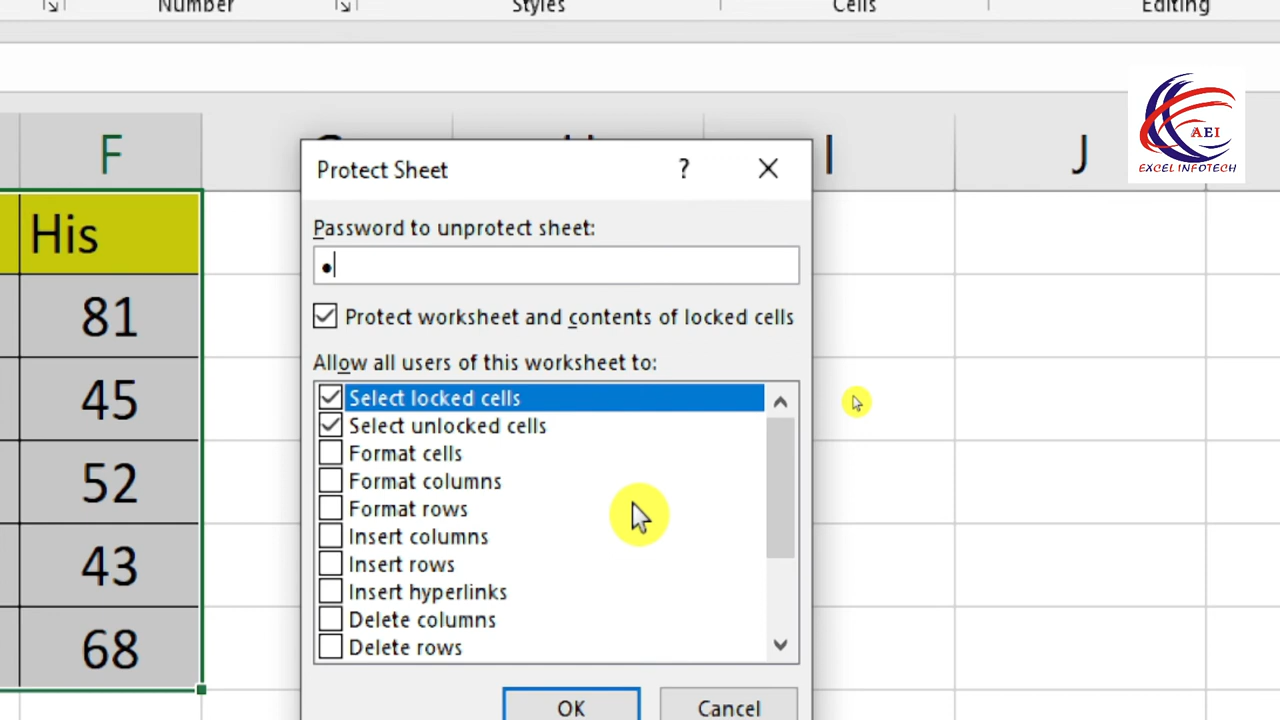 Number Styles Cells Editing
AEI
EXCEL INFOTECH
F I J
Protect Sheet ?
His
Password to unprotect sheet:
81
Protect worksheet and contents of locked cells
Allow all users of this worksheet to:
45
Select locked cells
Select unlocked cells
Format cells
52
Format columns
Format rows
Insert columns
43
Insert rows
Insert hyperlinks
Delete columns
68
Delete rows
OK Cancel